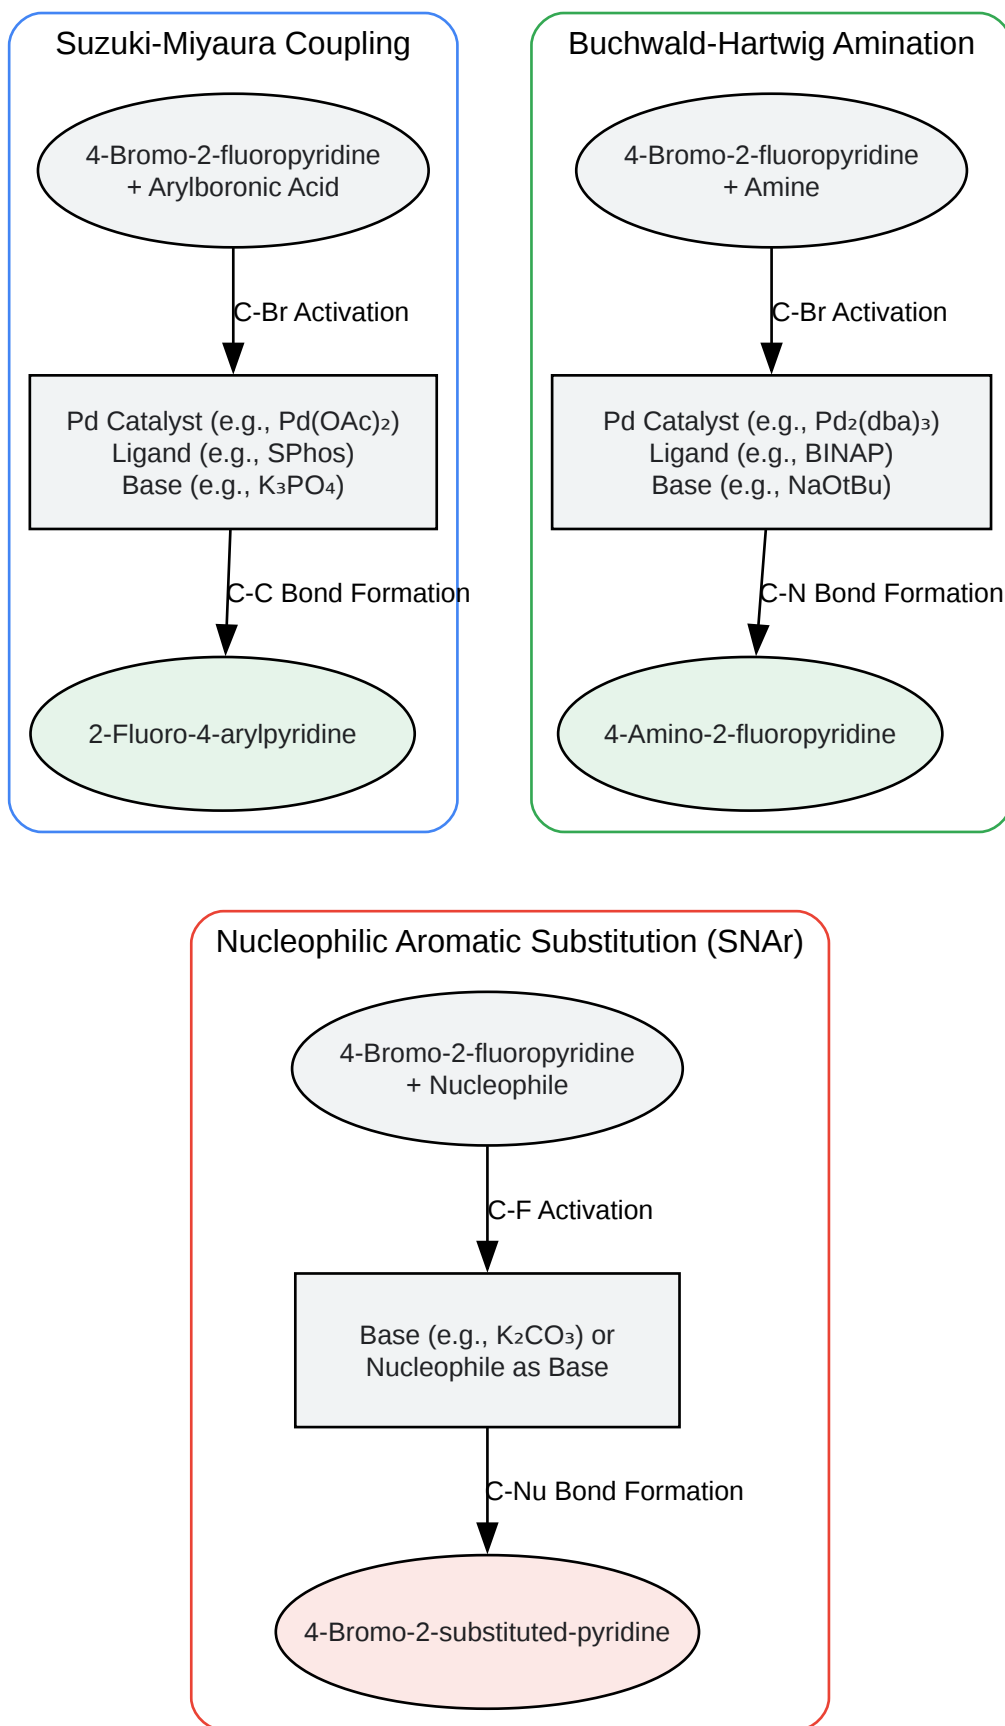 Suzuki-Miyaura Coupling
4-Bromo-2-fluoropyridine
+ Arylboronic Acid
C-Br Activation
Pd Catalyst (e.g., Pd(OAc)₂)
Ligand (e.g., SPhos)
Base (e.g., K₃PO₄)
C-C Bond Formation
2-Fluoro-4-arylpyridine
Buchwald-Hartwig Amination
4-Bromo-2-fluoropyridine
+ Amine
C-Br Activation
Pd Catalyst (e.g., Pd₂(dba)₃)
Ligand (e.g., BINAP)
Base (e.g., NaOtBu)
C-N Bond Formation
4-Amino-2-fluoropyridine
Nucleophilic Aromatic Substitution (SNAr)
4-Bromo-2-fluoropyridine
+ Nucleophile
C-F Activation
Base (e.g., K₂CO₃) or
Nucleophile as Base
C-Nu Bond Formation
4-Bromo-2-substituted-pyridine